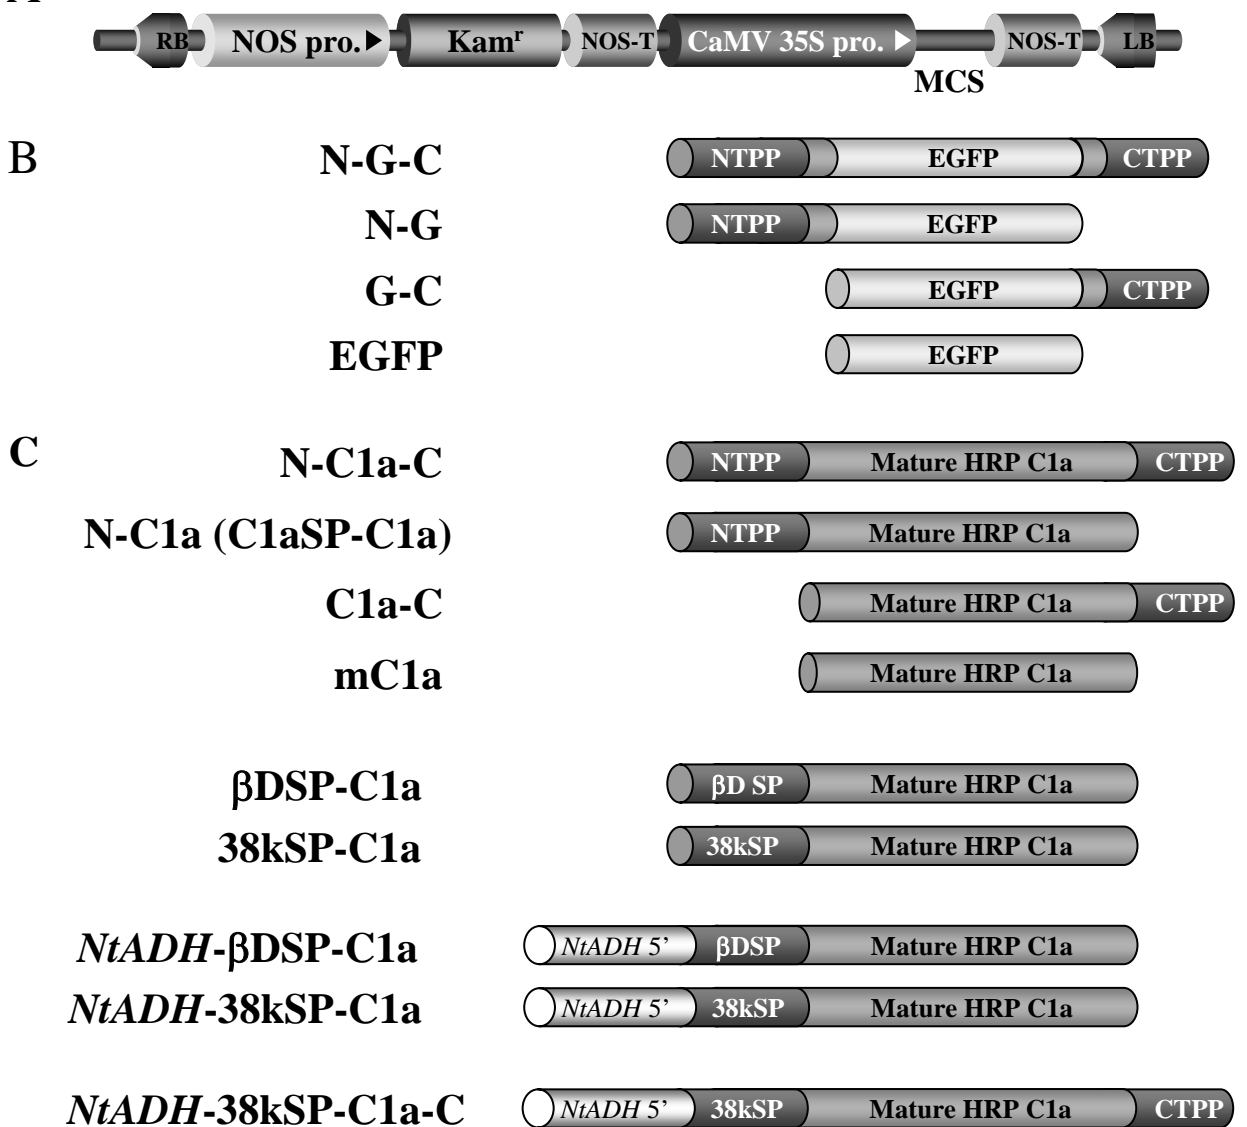 A
RB NOS pro. Kamʳ NOS-T CaMV 35S pro. NOS-T LB
MCS
B
N-G-C NTPP EGFP CTPP
N-G NTPP EGFP
G-C EGFP CTPP
EGFP EGFP
C
N-C1a-C NTPP Mature HRP C1a CTPP
N-C1a (C1aSP-C1a) NTPP Mature HRP C1a
C1a-C Mature HRP C1a CTPP
mC1a Mature HRP C1a
βDSP-C1a βD SP Mature HRP C1a
38kSP-C1a 38kSP Mature HRP C1a
NtADH-βDSP-C1a NtADH 5’ βDSP Mature HRP C1a
NtADH-38kSP-C1a NtADH 5’ 38kSP Mature HRP C1a
NtADH-38kSP-C1a-C NtADH 5’ 38kSP Mature HRP C1a CTPP